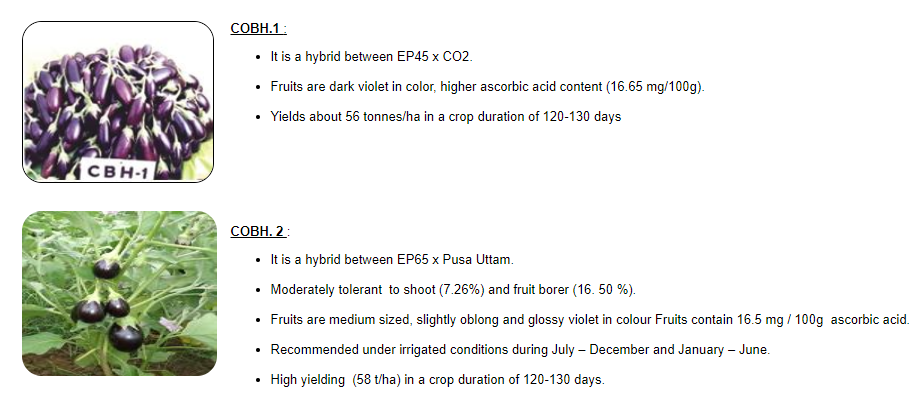 COBH.1 :
It is a hybrid between EP45 x CO2.
Fruits are dark violet in color, higher ascorbic acid content (16.65 mg/100g).
Yields about 56 tonnes/ha in a crop duration of 120-130 days
CBH-1
COBH. 2 :
It is a hybrid between EP65 x Pusa Uttam.
Moderately tolerant  to shoot (7.26%) and fruit borer (16. 50 %).
Fruits are medium sized, slightly oblong and glossy violet in colour Fruits contain 16.5 mg / 100g  ascorbic acid.
Recommended under irrigated conditions during July – December and January – June.
High yielding  (58 t/ha) in a crop duration of 120-130 days.